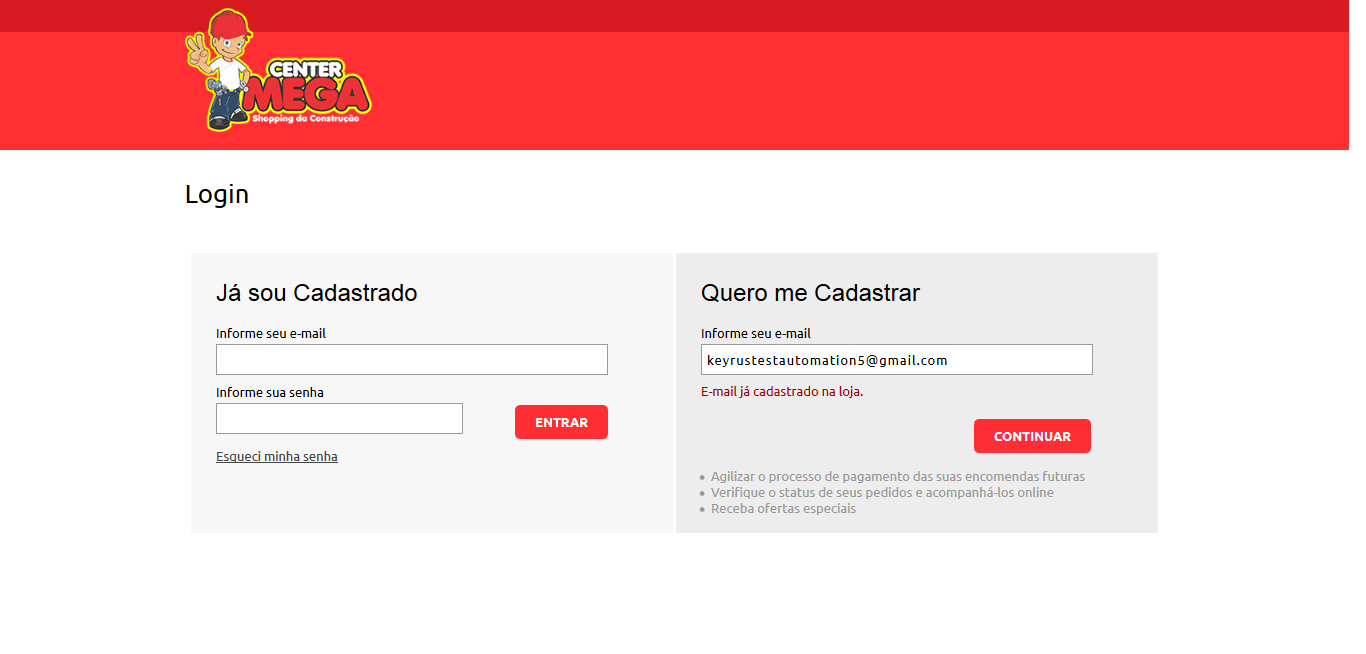 CENTER
MEGA
Shopping da Construção
Login
Já sou Cadastrado
Informe seu e-mail
Informe sua senha
ENTRAR
Esqueci minha senha
Quero me Cadastrar
Informe seu e-mail
keyrustestautomation5@gmail.com
E-mail já cadastrado na loja.
CONTINUAR
Agilizar o processo de pagamento das suas encomendas futuras
Verifique o status de seus pedidos e acompanhá-los online
Receba ofertas especiais